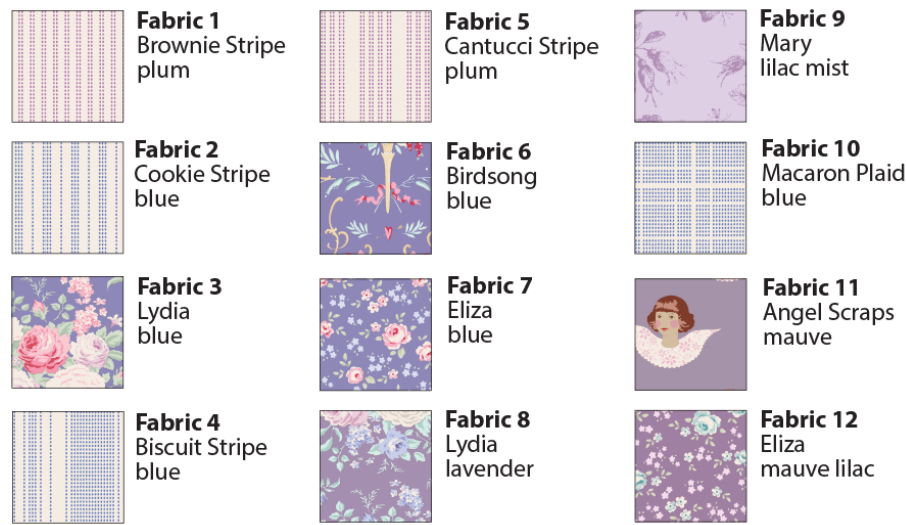 Fabric 1
Brownie Stripe
plum
Fabric 2
Cookie Stripe
blue
Fabric 3
Lydia
blue
Fabric 4
Biscuit Stripe
blue
Fabric 5
Cantucci Stripe
plum
Fabric 6
Birdsong
blue
Fabric 7
Eliza
blue
Fabric 8
Lydia
lavender
Fabric 9
Mary
lilac mist
Fabric 10
Macaron Plaid
blue
Fabric 11
Angel Scraps
mauve
Fabric 12
Eliza
mauve lilac